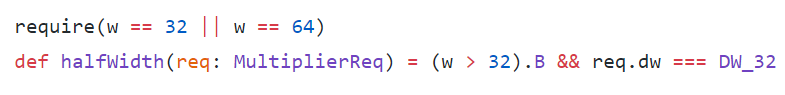 require(w == 32 || w == 64)
def halfWidth(req: MultiplierReq) = (w > 32).B && req.dw === DW_32